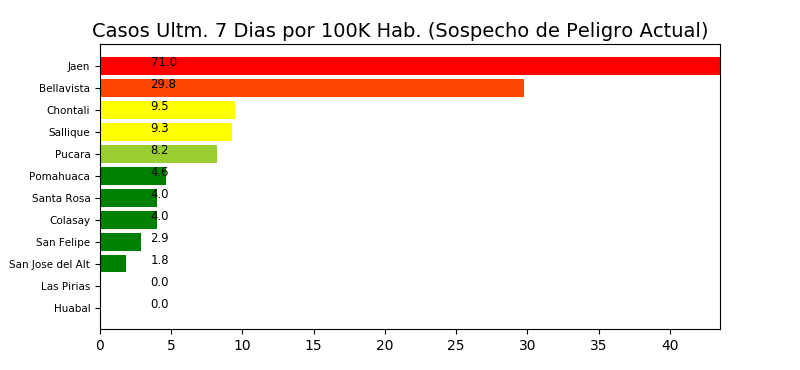 Casos Ultm. 7 Dias por 100K Hab. (Sospecho de Peligro Actual)
Jaen 71.0
Bellavista 29.8
Chontali 9.5
Sallique 9.3
Pucara 8.2
Pomahuaca 4.6
Santa Rosa 4.0
Colasay 4.0
San Felipe 2.9
San Jose del Alt 1.8
Las Pirias 0.0
Huabal 0.0
0 5 10 15 20 25 30 35 40